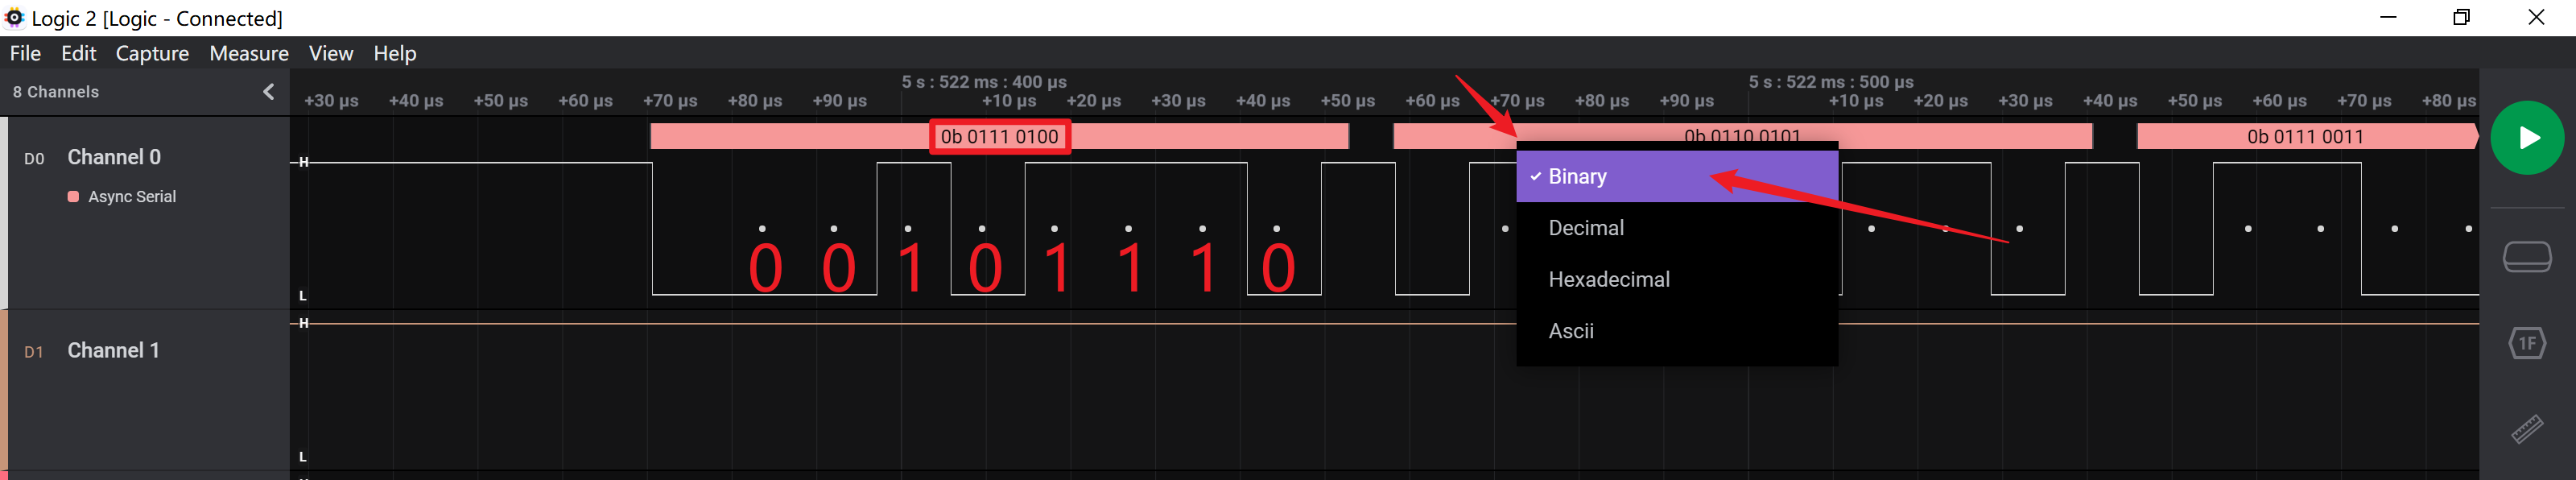 Logic 2 [Logic - Connected]
File Edit Capture Measure View Help
8 Channels
5 s : 522 ms : 400 µs 5 s : 522 ms : 500 µs
+30 µs +40 µs +50 µs +60 µs +70 µs +80 µs +90 µs +10 µs +20 µs +30 µs +40 µs +50 µs +60 µs +70 µs +80 µs +90 µs +10 µs +20 µs +30 µs +40 µs +50 µs +60 µs +70 µs +80 µs
0b 0111 0100 0b 0110 0101 0b 0111 0011
D0 Channel 0 H
Async Serial
Binary
Decimal
0 0 1 0 1 1 1 0
Hexadecimal
L
Ascii
H
D1 Channel 1
1F
L